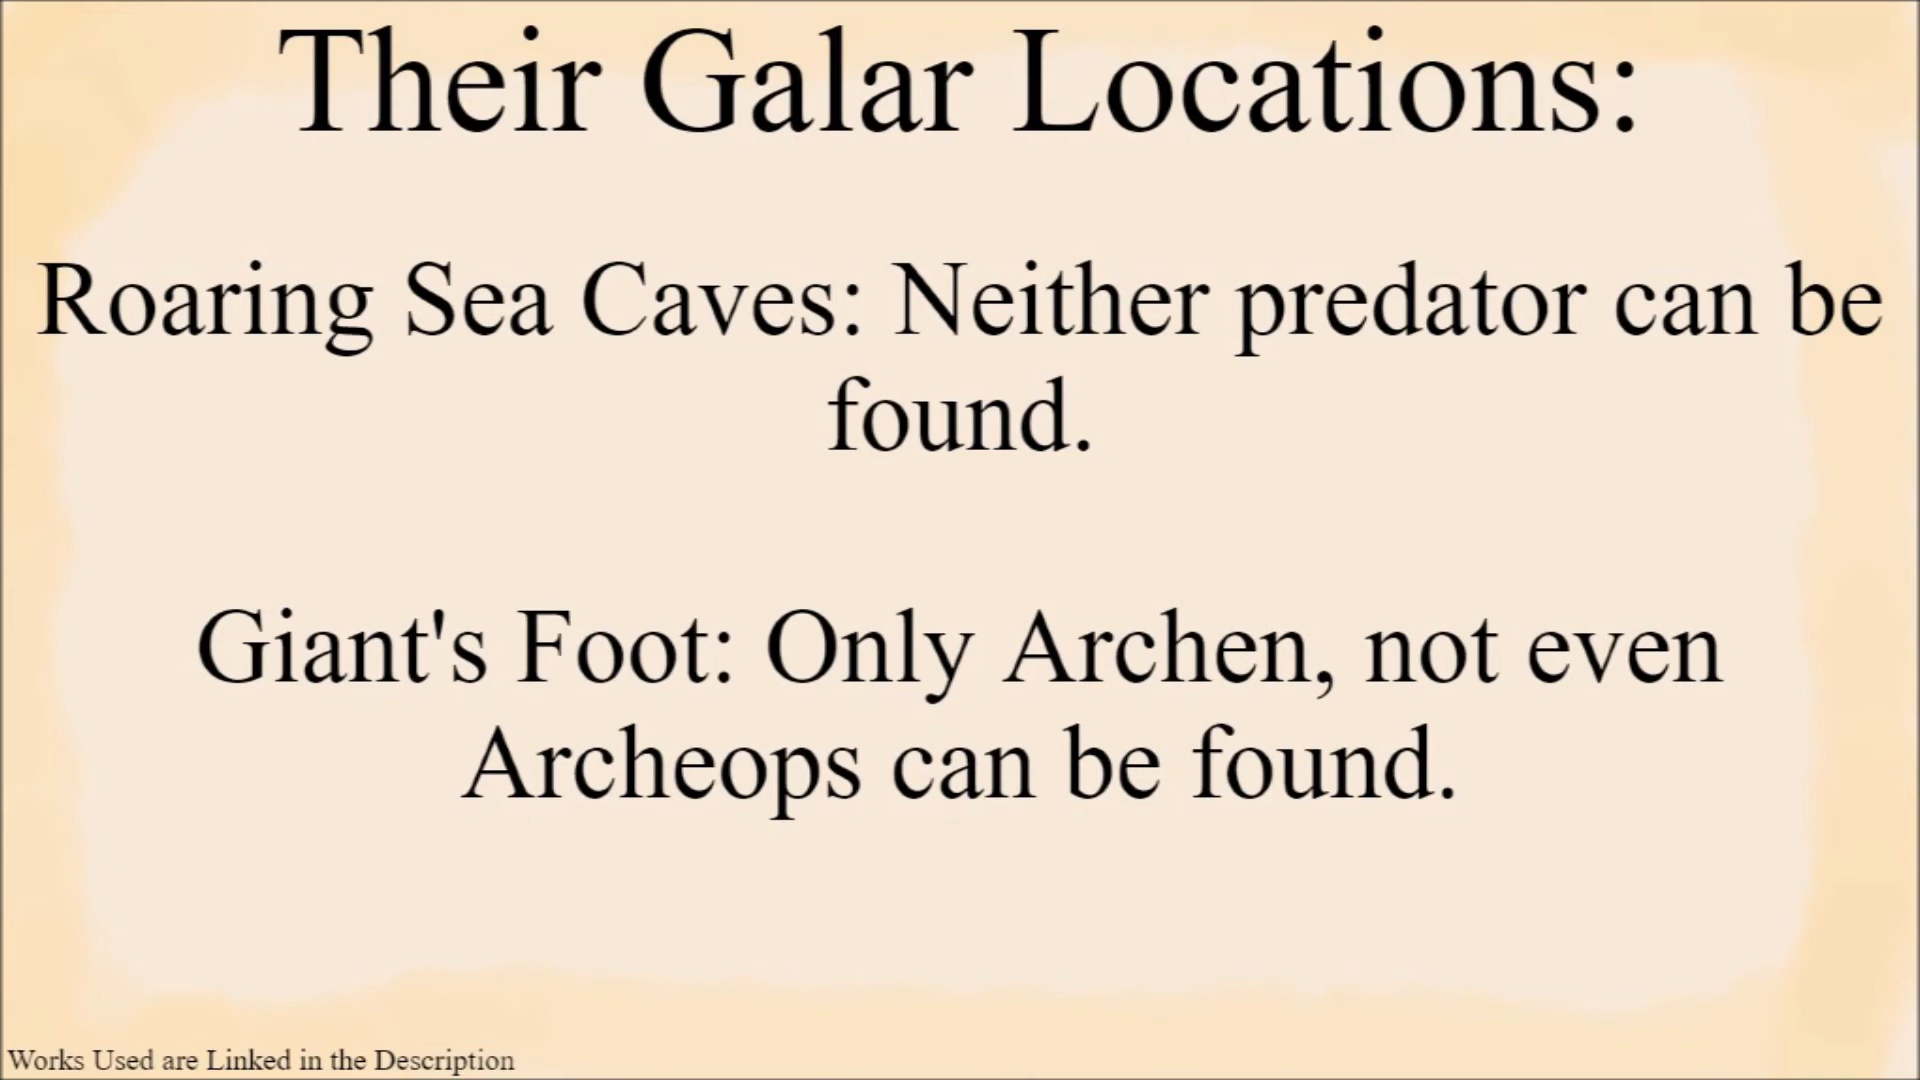 Their Galar Locations:
Roaring Sea Caves: Neither predator can be
found.
Giant's Foot: Only Archen, not even
Archeops can be found.
Works Used are Linked in the Description